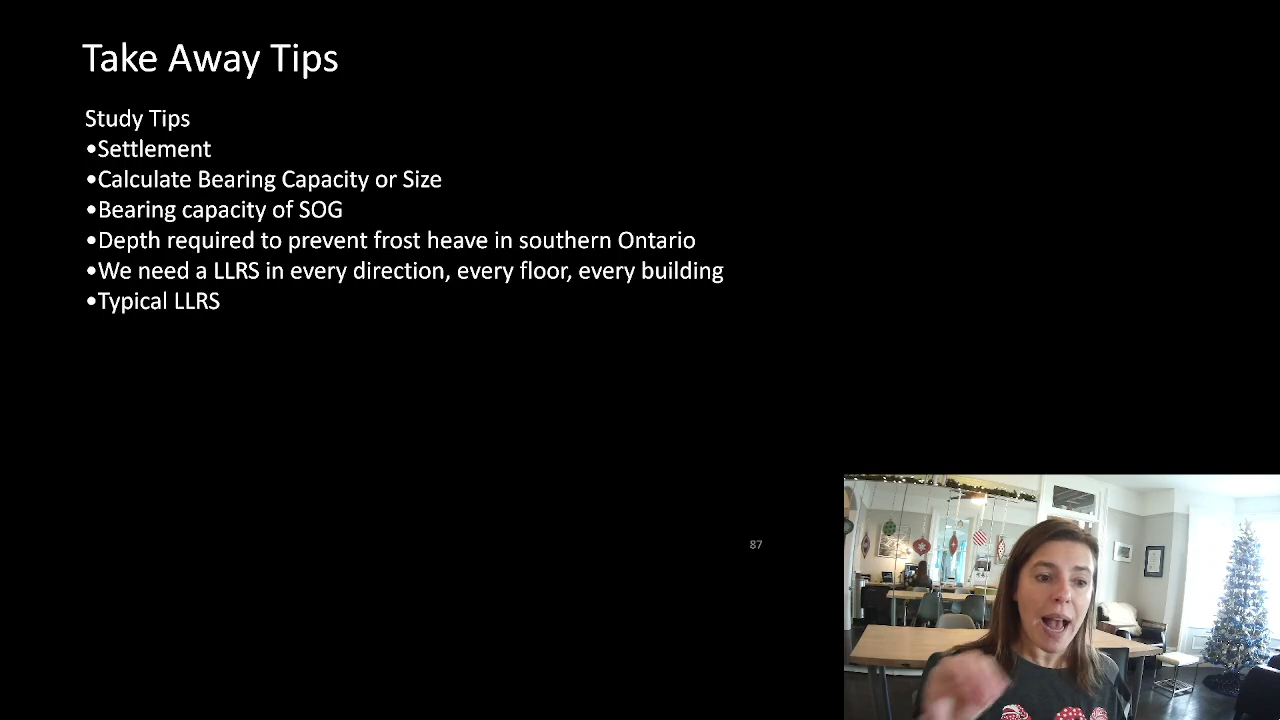 Take Away Tips
Study Tips
•Settlement
•Calculate Bearing Capacity or Size
•Bearing capacity of SOG
•Depth required to prevent frost heave in southern Ontario
•We need a LLRS in every direction, every floor, every building
•Typical LLRS
87